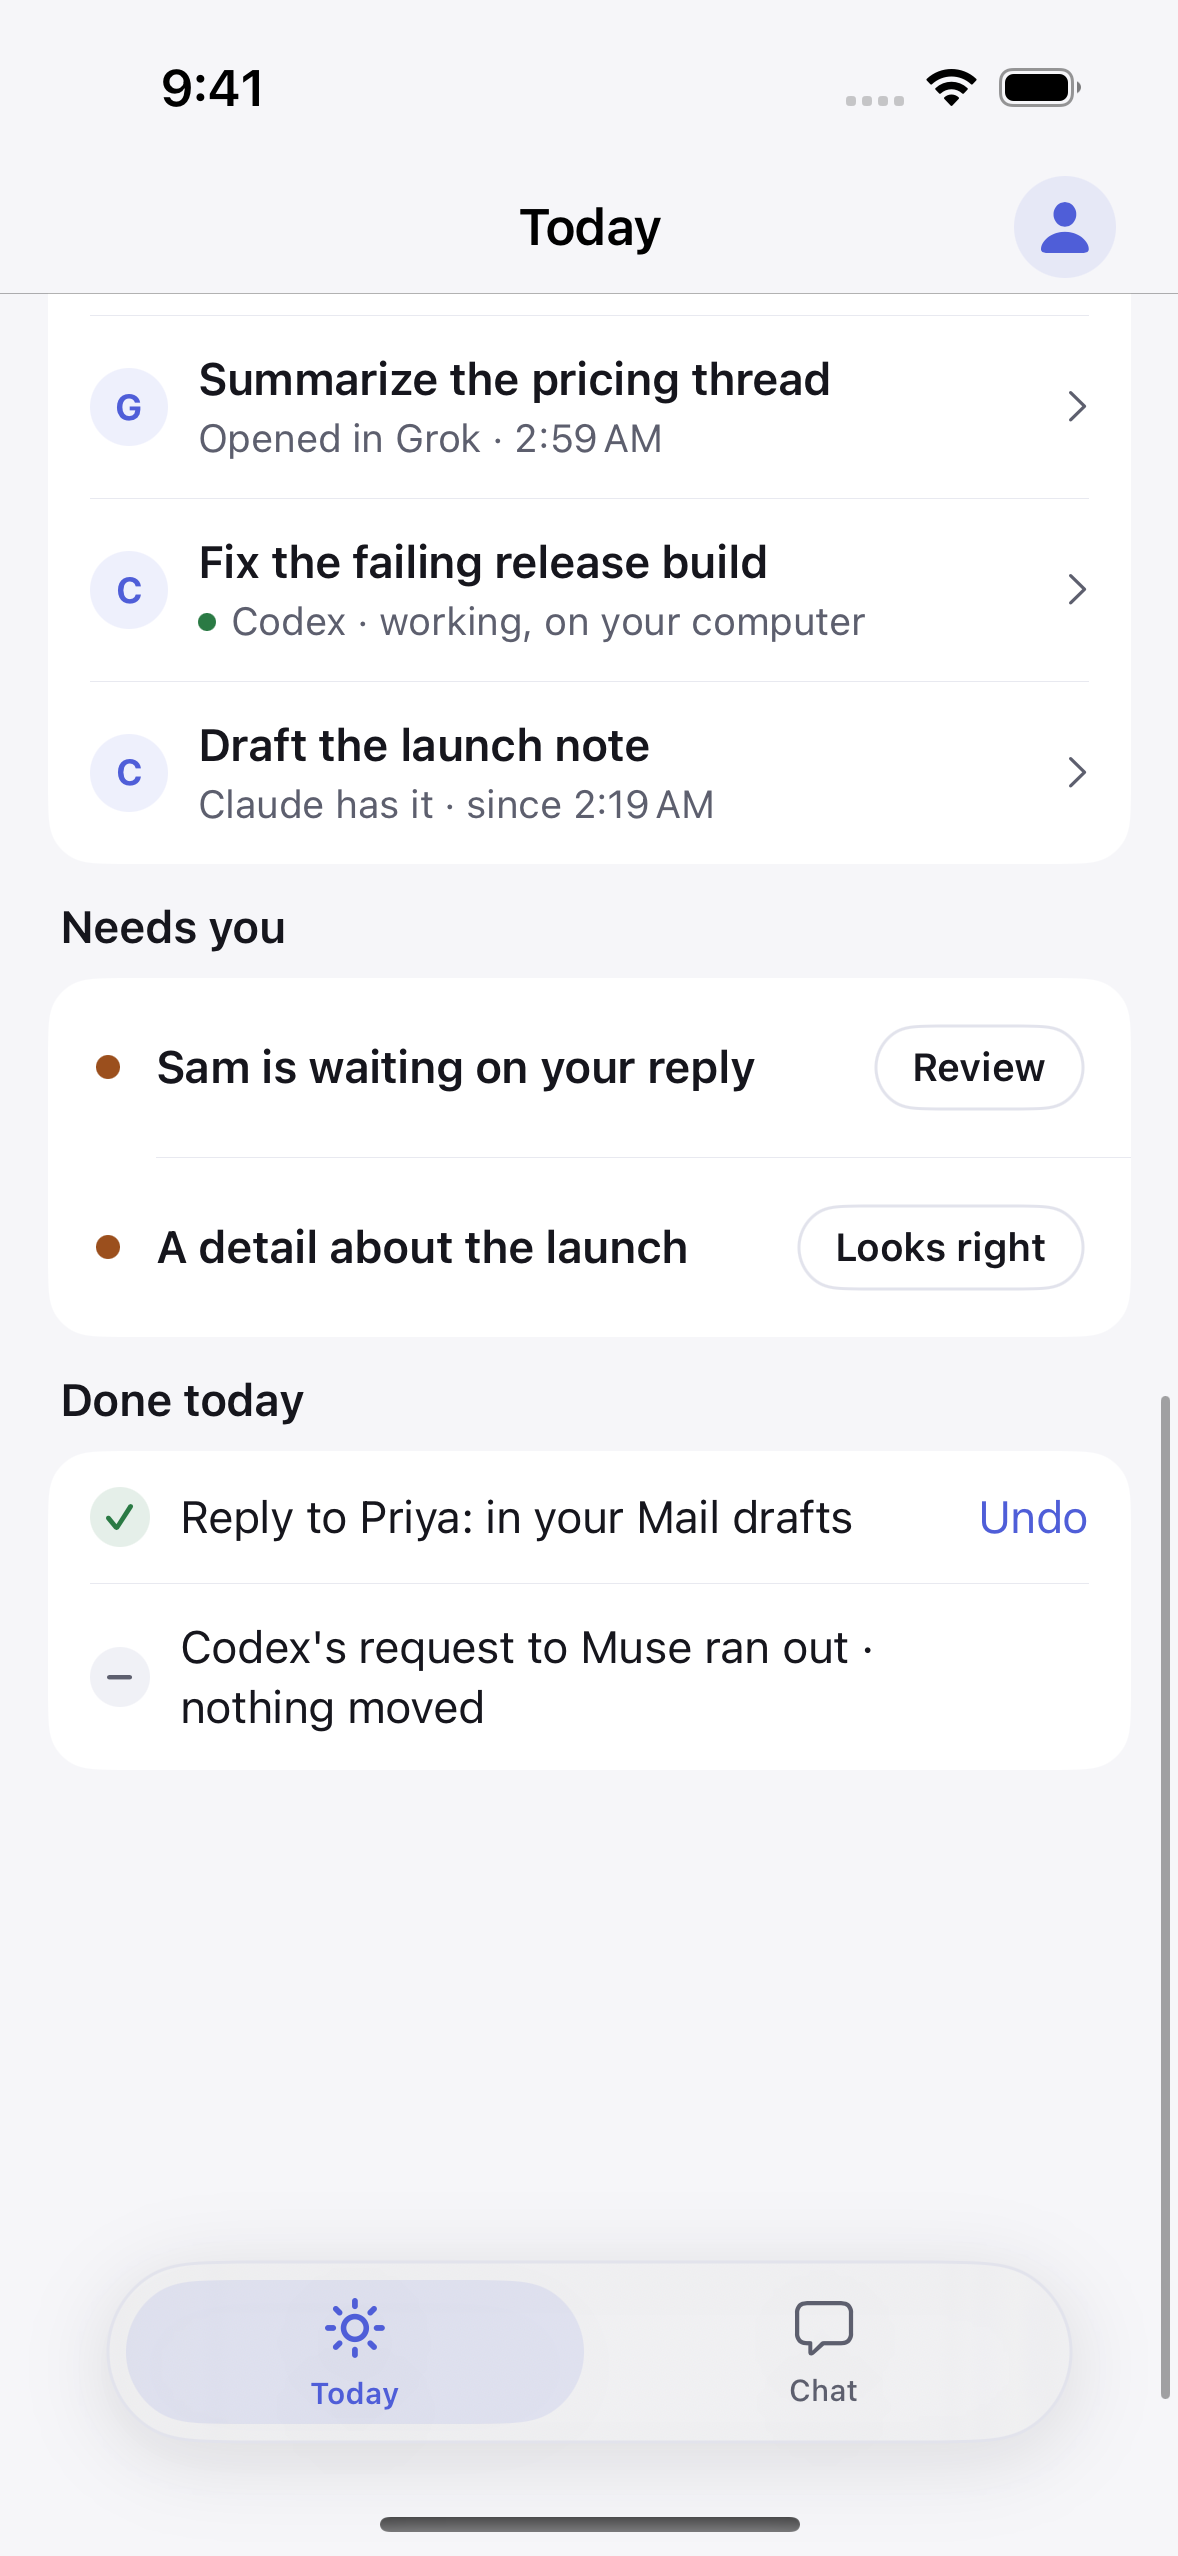 9:41
Today
G
Summarize the pricing thread
Opened in Grok · 2:59 AM
C
Fix the failing release build
Codex · working, on your computer
C
Draft the launch note
Claude has it · since 2:19 AM
Needs you
Sam is waiting on your reply
Review
A detail about the launch
Looks right
Done today
Reply to Priya: in your Mail drafts
Undo
Codex's request to Muse ran out ·
nothing moved
Today
Chat